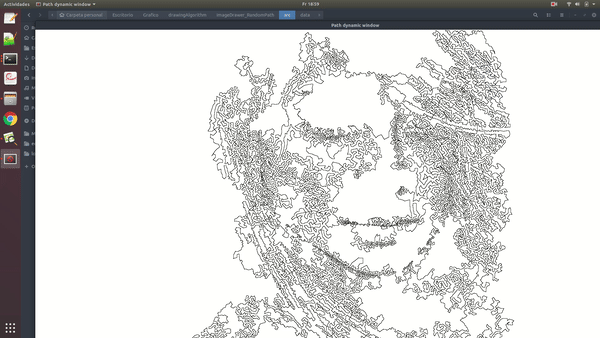 Actividades Path dynamic window Fr 18:59
Carpeta personal Escritorio Grafico drawingAlgorithm ImageDrawer_RandomPath src data
Path dynamic window